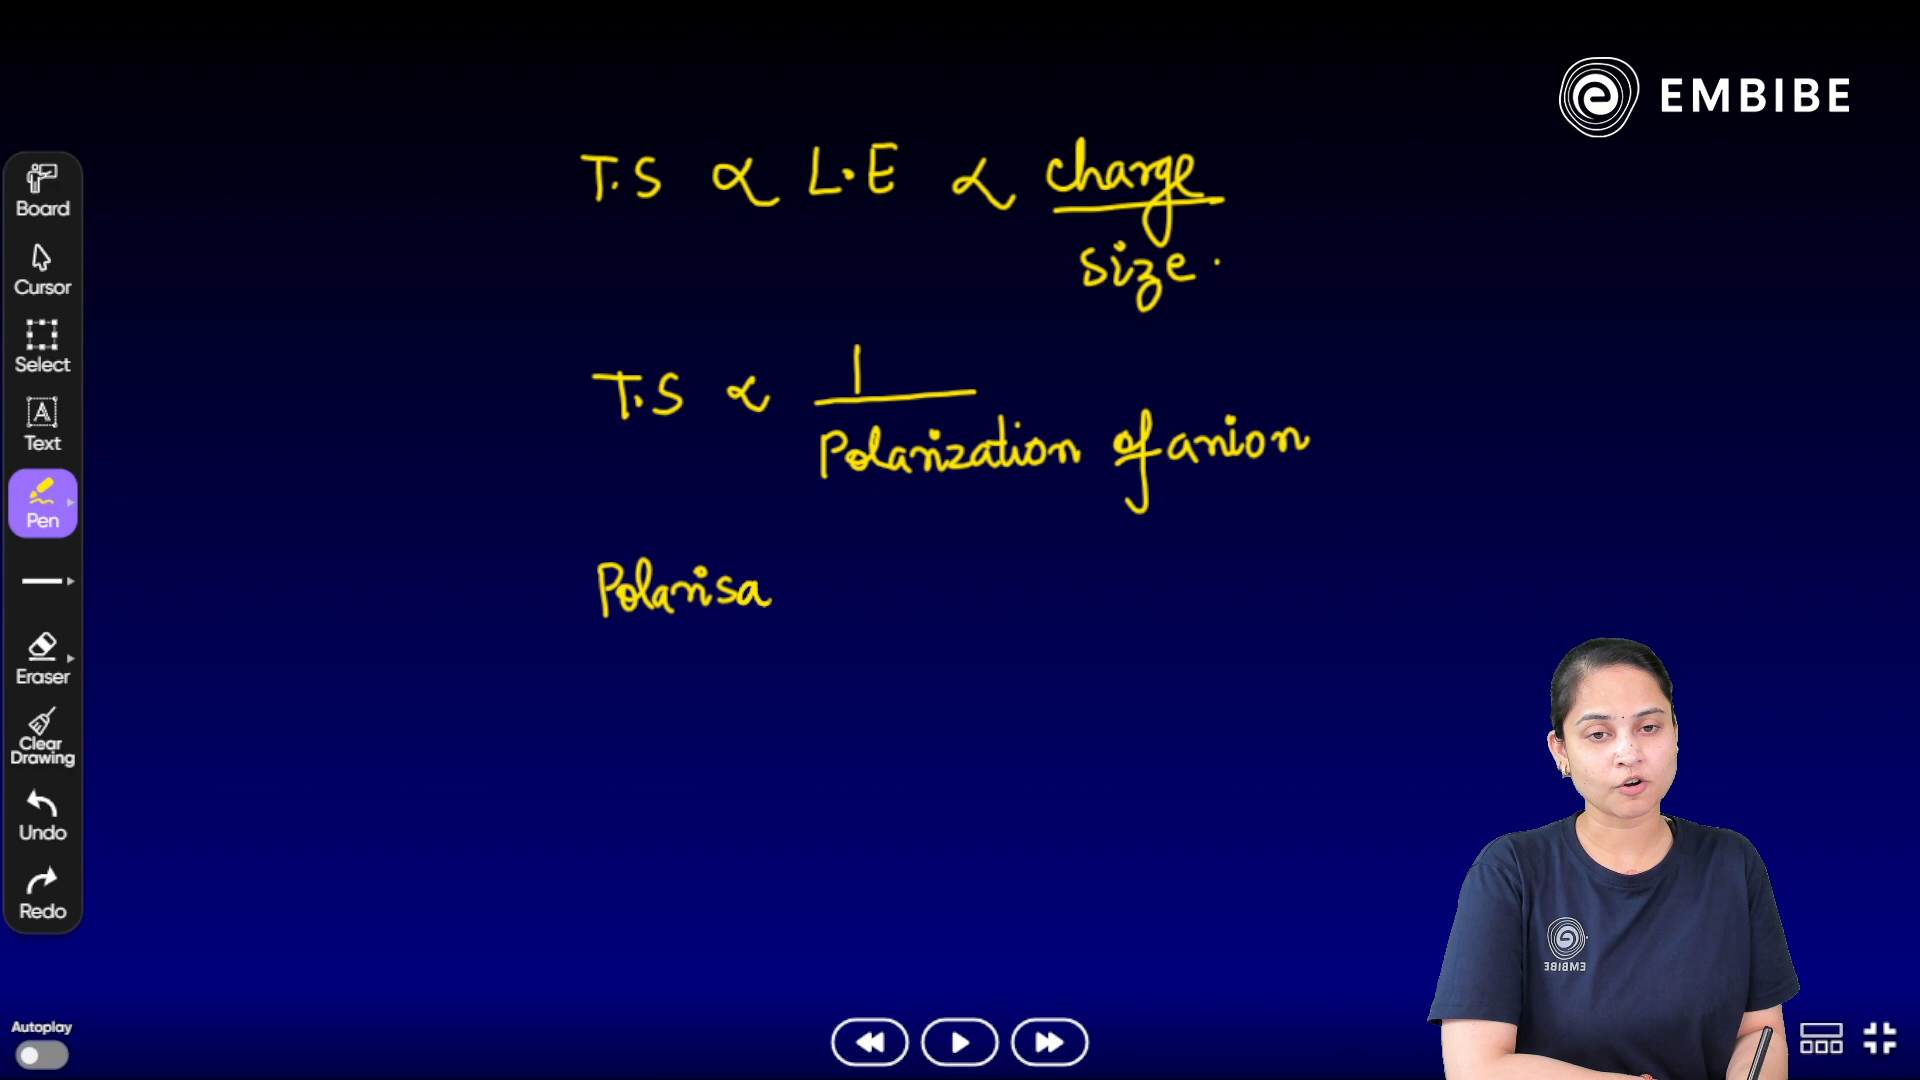 EMBIBE
T.S ∝ L.E ∝ charge
size.
T.S ∝ 1
Polarization of anion
Polarisa
Board
Cursor
Select
Text
Pen
Eraser
Clear
Drawing
Undo
Redo
Autoplay
EMBIBE